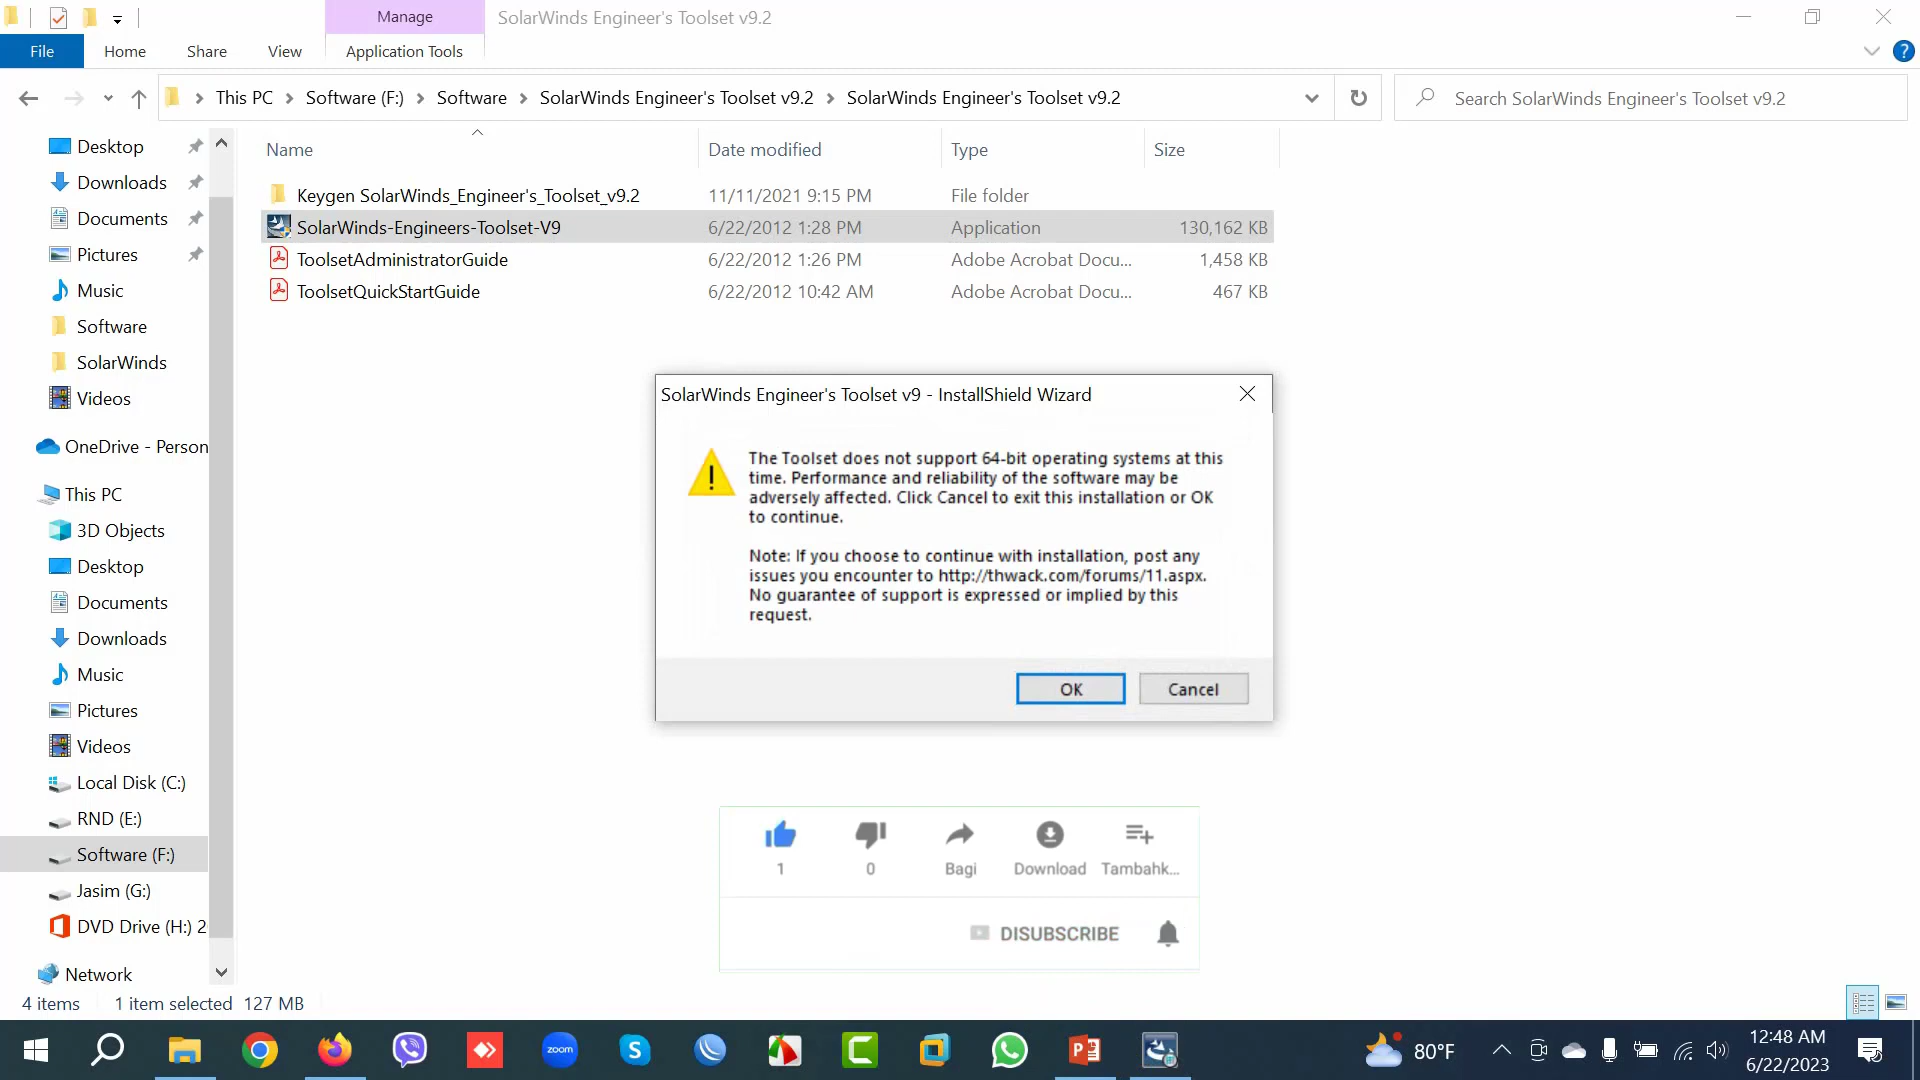 Manage
SolarWinds Engineer's Toolset v9.2
File
Home
Share
View
Application Tools
This PC
Software (F:)
Software
SolarWinds Engineer's Toolset v9.2
SolarWinds Engineer's Toolset v9.2
Search SolarWinds Engineer's Toolset v9.2
Desktop
Downloads
Documents
Pictures
Music
Software
SolarWinds
Videos
OneDrive - Person
This PC
3D Objects
Desktop
Documents
Downloads
Music
Pictures
Videos
Local Disk (C:)
RND (E:)
Software (F:)
Jasim (G:)
DVD Drive (H:) 2
Network
Name Date modified Type Size
Keygen SolarWinds_Engineer's_Toolset_v9.2 11/11/2021 9:15 PM File folder
SolarWinds-Engineers-Toolset-V9 6/22/2012 1:28 PM Application 130,162 KB
ToolsetAdministratorGuide 6/22/2012 1:26 PM Adobe Acrobat Docu... 1,458 KB
ToolsetQuickStartGuide 6/22/2012 10:42 AM Adobe Acrobat Docu... 467 KB
SolarWinds Engineer's Toolset v9 - InstallShield Wizard
The Toolset does not support 64-bit operating systems at this
time. Performance and reliability of the software may be
adversely affected. Click Cancel to exit this installation or OK
to continue.
Note: If you choose to continue with installation, post any
issues you encounter to http://thwack.com/forums/11.aspx.
No guarantee of support is expressed or implied by this
request.
OK
Cancel
1 0 Bagi Download Tambahk...
DISUBSCRIBE
4 items 1 item selected 127 MB
zoom
80°F
12:48 AM
6/22/2023